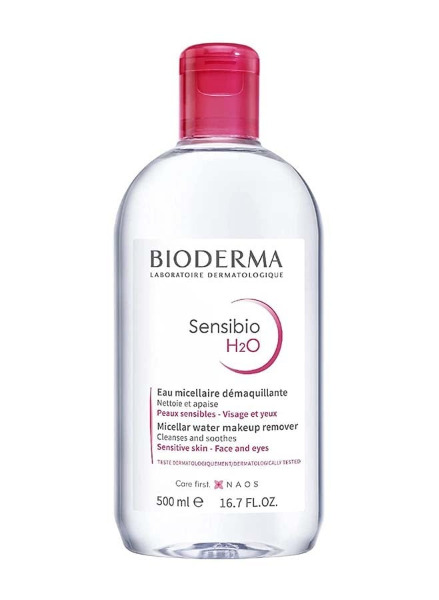 BIODERMA
LABORATOIRE DERMATOLOGIQUE
Sensibio
H2O
Eau micellaire démaquillante
Nettoie et apaise
Peaux sensibles - Visage et yeux
Micellar water makeup remover
Cleanses and soothes
Sensitive skin - Face and eyes
TESTÉ DERMATOLOGIQUEMENT/DERMATOLOGICALLY TESTED
Care first. NAOS
500 ml ℮ 16.7 FL.OZ.